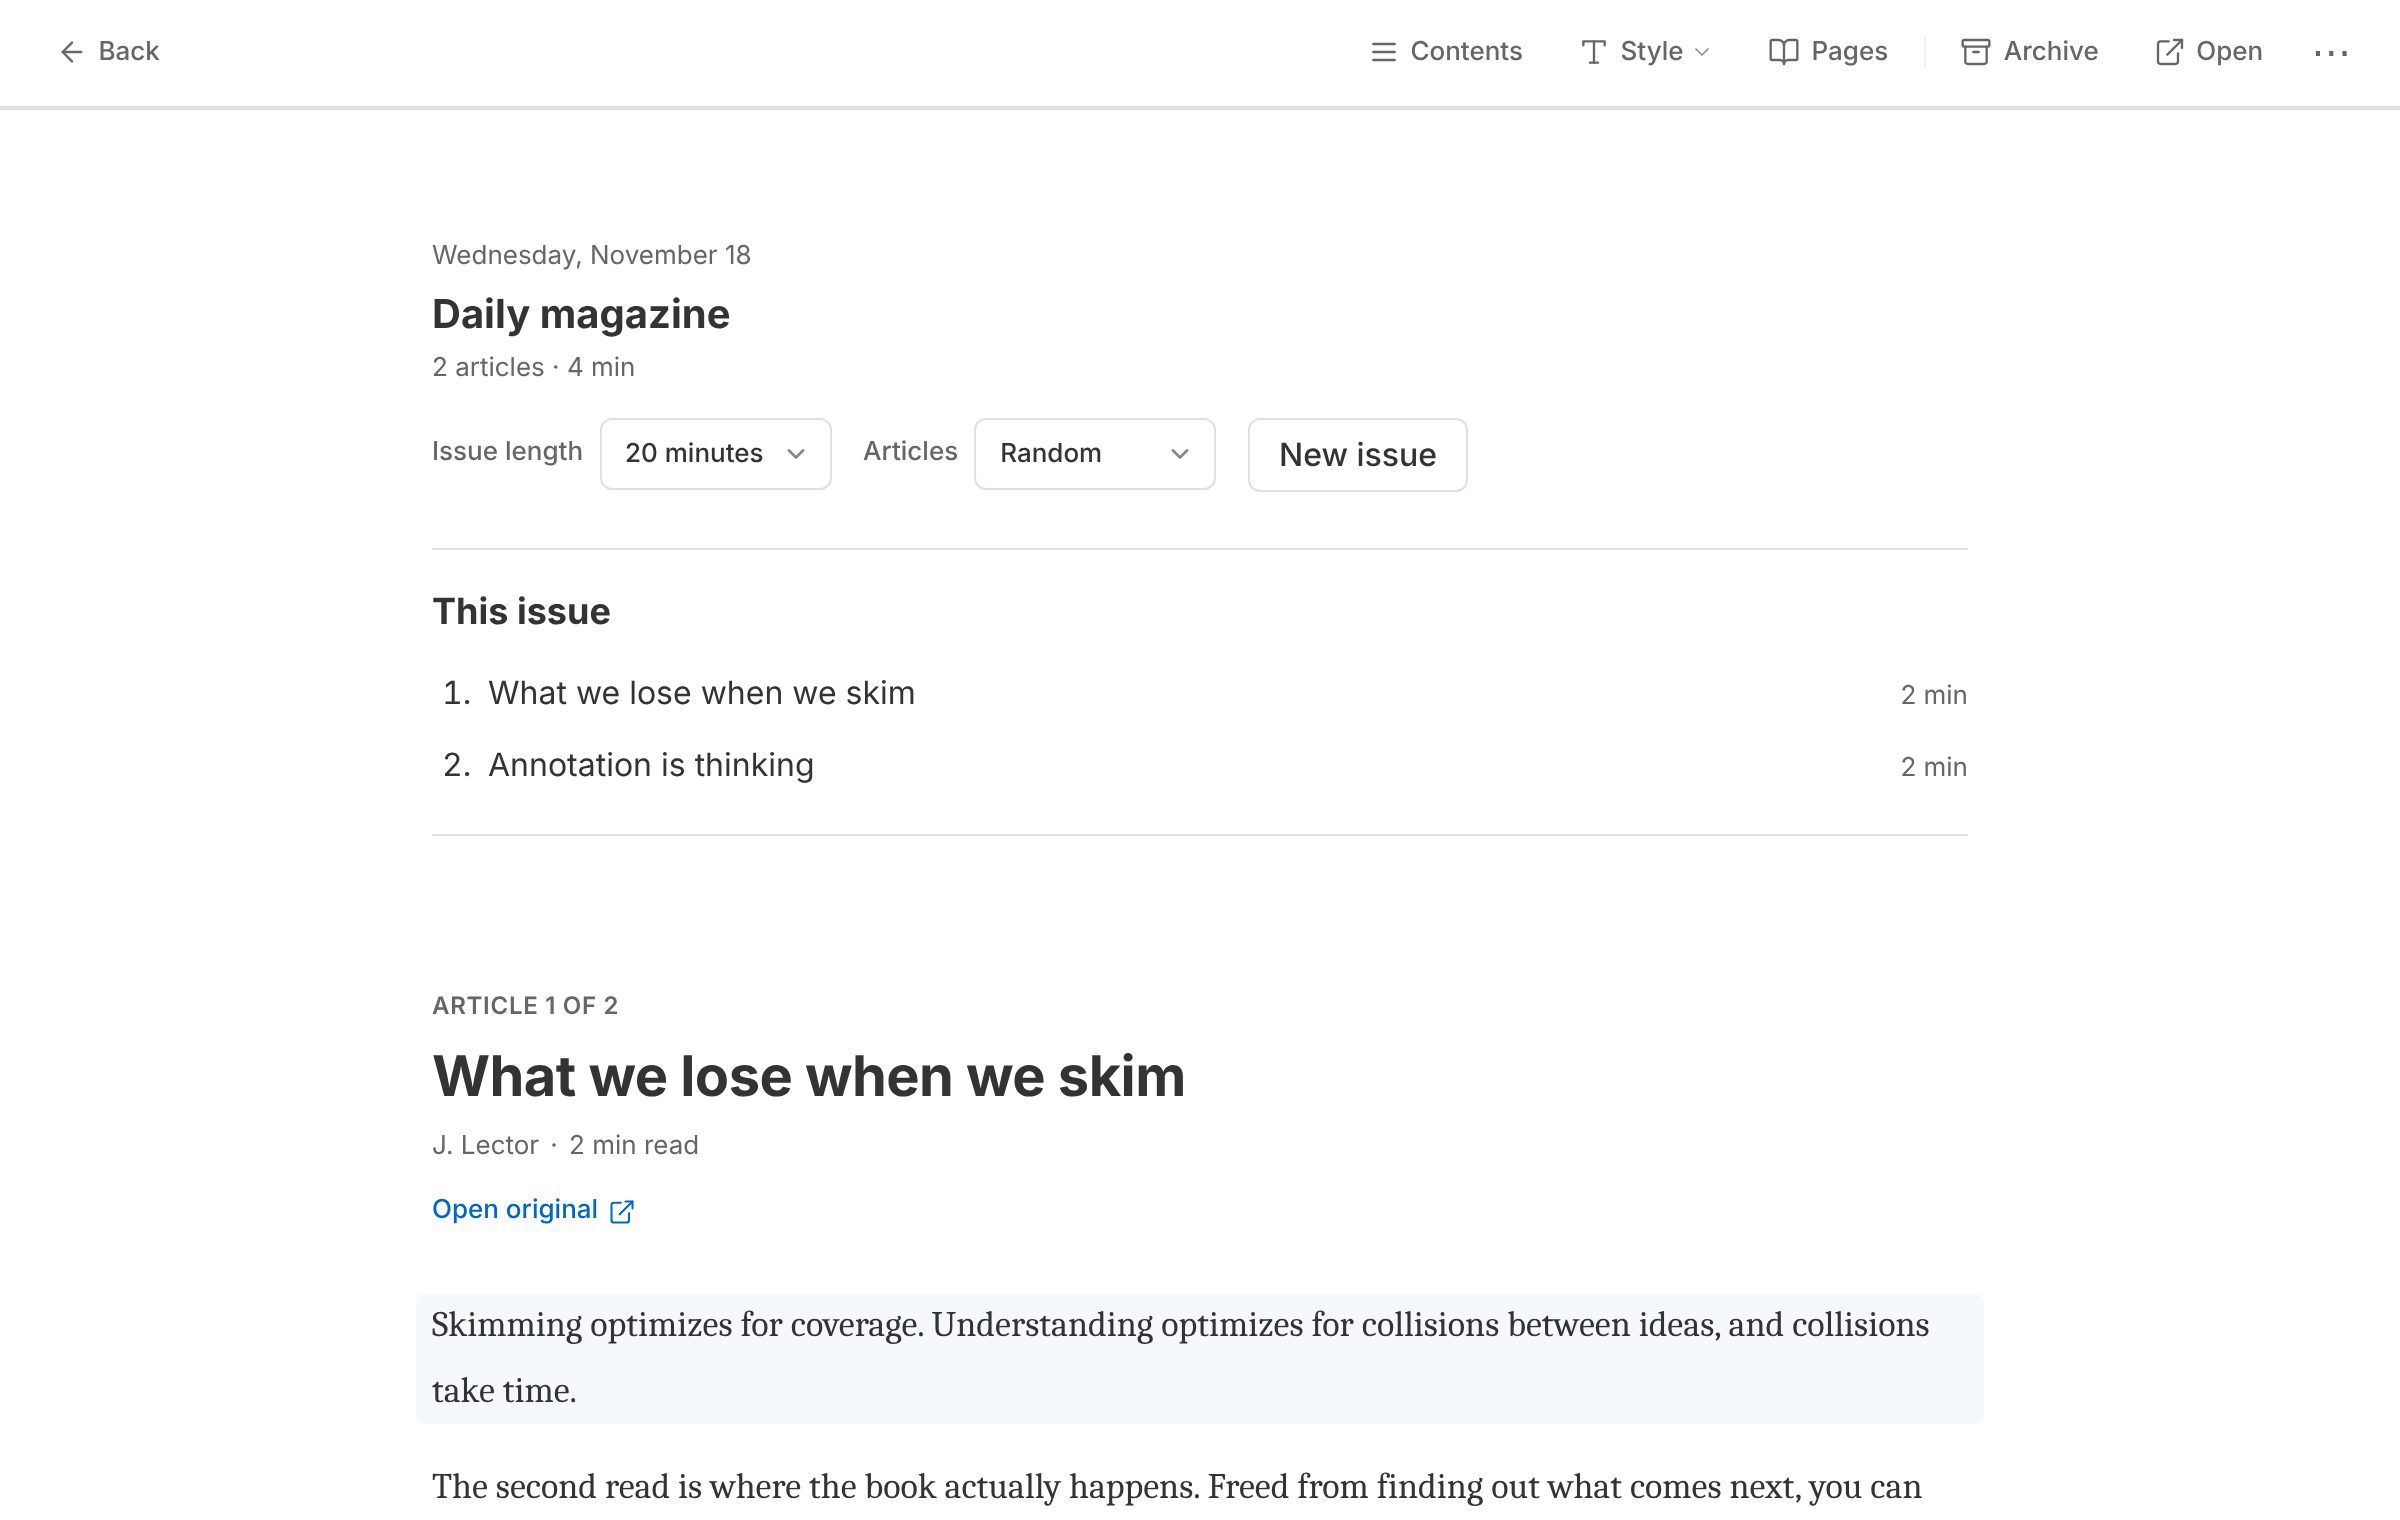 Back
Contents
Style
Pages
Archive
Open
Wednesday, November 18
Daily magazine
2 articles · 4 min
Issue length 20 minutes Articles Random New issue
This issue
1. What we lose when we skim 2 min
2. Annotation is thinking 2 min
ARTICLE 1 OF 2
What we lose when we skim
J. Lector · 2 min read
Open original
Skimming optimizes for coverage. Understanding optimizes for collisions between ideas, and collisions
take time.
The second read is where the book actually happens. Freed from finding out what comes next, you can